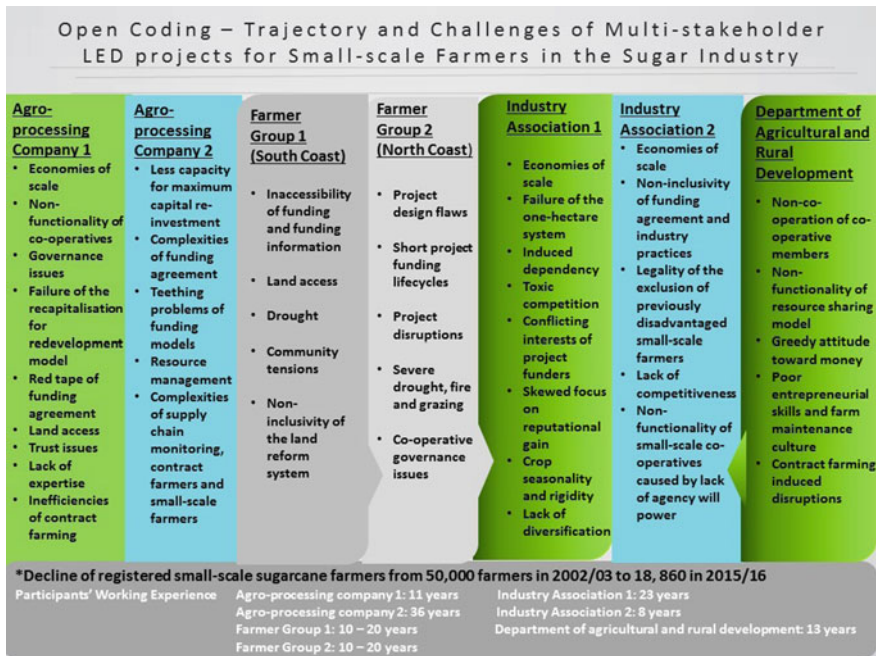 Open Coding – Trajectory and Challenges of Multi-stakeholder
LED projects for Small-scale Farmers in the Sugar Industry
Agro-
processing
Company 1
• Economies of
scale
• Non-
functionality of
co-operatives
• Governance
issues
• Failure of the
recapitalisation
for
redevelopment
model
• Red tape of
funding
agreement
• Land access
• Trust issues
• Lack of
expertise
• Inefficiencies
of contract
farming
Agro-
processing
Company 2
• Less capacity
for maximum
capital re-
investment
• Complexities
of funding
agreement
• Teething
problems of
funding
models
• Resource
management
• Complexities
of supply
chain
monitoring,
contract
farmers and
small-scale
farmers
Farmer
Group 1
(South Coast)
• Inaccessibility
of funding
and funding
information
• Land access
• Drought
• Community
tensions
• Non-
inclusivity of
the land
reform
system
Farmer
Group 2
(North Coast)
• Project
design flaws
• Short project
funding
lifecycles
• Project
disruptions
• Severe
drought, fire
and grazing
• Co-operative
governance
issues
Industry
Association 1
• Economies of
scale
• Failure of the
one-hectare
system
• Induced
dependency
• Toxic
competition
• Conflicting
interests of
project
funders
• Skewed focus
on
reputational
gain
• Crop
seasonality
and rigidity
• Lack of
diversification
Industry
Association 2
• Economies of
scale
• Non-inclusivity
of funding
agreement and
industry
practices
• Legality of the
exclusion of
previously
disadvantaged
small-scale
farmers
• Lack of
competitiveness
• Non-
functionality of
small-scale co-
operatives
caused by lack
of agency will
power
Department of
Agricultural and
Rural
Development
• Non-co-
operation of co-
operative
members
• Non-
functionality of
resource sharing
model
• Greedy attitude
toward money
• Poor
entrepreneurial
skills and farm
maintenance
culture
• Contract farming
induced
disruptions
*Decline of registered small-scale sugarcane farmers from 50,000 farmers in 2002/03 to 18, 860 in 2015/16
Participants' Working Experience
Agro-processing company 1: 11 years
Agro-processing company 2: 36 years
Farmer Group 1: 10 – 20 years
Farmer Group 2: 10 – 20 years
Industry Association 1: 23 years
Industry Association 2: 8 years
Department of agricultural and rural development: 13 years